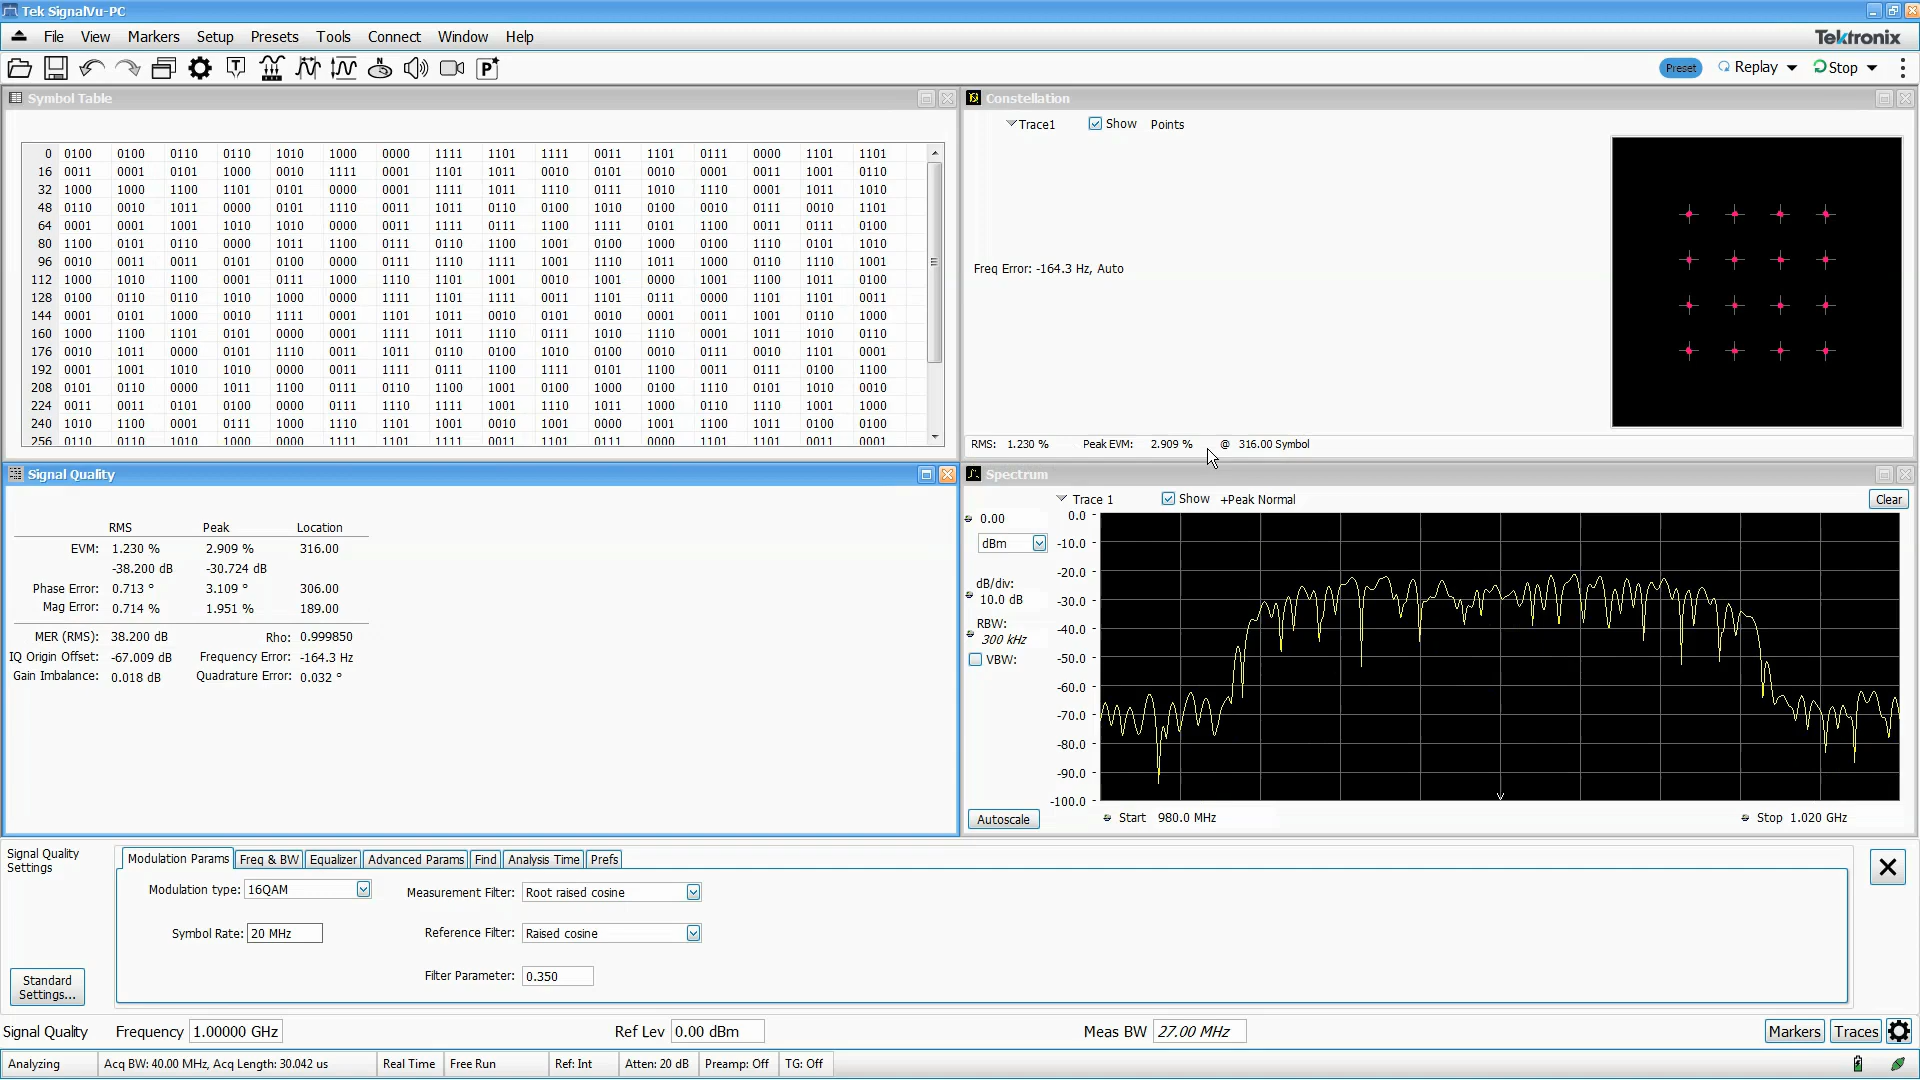 Tek SignalVu-PC
File View Markers Setup Presets Tools Connect Window Help
Tektronix
Preset Replay Stop
Symbol Table
0 0100 0100 0110 0110 1010 1000 0000 1111 1101 1111 0011 1101 0111 0000 1101 1101
16 0011 0001 0101 1000 0010 1111 0001 1101 1011 0010 0101 0010 0001 0011 1001 0110
32 1000 1000 1100 1101 0101 0000 0001 1111 1011 1110 0111 1010 1110 0001 1011 1010
48 0110 0010 1011 0000 0101 1110 0011 1011 0110 0100 1010 0100 0010 0111 0010 1101
64 0001 0001 1001 1010 1010 0000 0011 1111 0111 1100 1111 0101 1100 0011 0111 0100
80 1100 0101 0110 0000 1011 1100 0111 0110 1100 1001 0100 1000 0100 1110 0101 1010
96 0010 0011 0011 0101 0100 0000 0111 1110 1111 1001 1110 1011 1000 0110 1110 1001
112 1000 1010 1100 0001 0111 1000 1110 1101 1001 0010 1001 0000 1001 1100 1011 0100
128 0100 0110 0110 1010 1000 0000 1111 1101 1111 0011 1101 0111 0000 1101 1101 0011
144 0001 0101 1000 0010 1111 0001 1101 1011 0010 0101 0010 0001 0011 1001 0110 1000
160 1000 1100 1101 0101 0000 0001 1111 1011 1110 0111 1010 1110 0001 1011 1010 0110
176 0010 1011 0000 0101 1110 0011 1011 0110 0100 1010 0100 0010 0111 0010 1101 0001
192 0001 1001 1010 1010 0000 0011 1111 0111 1100 1111 0101 1100 0011 0111 0100 1100
208 0101 0110 0000 1011 1100 0111 0110 1100 1001 0100 1000 0100 1110 0101 1010 0010
224 0011 0011 0101 0100 0000 0111 1110 1111 1001 1110 1011 1000 0110 1110 1001 1000
240 1010 1100 0001 0111 1000 1110 1101 1001 0010 1001 0000 1001 1100 1011 0100 0100
256 0110 0110 1010 1000 0000 1111 1101 1111 0011 1101 0111 0000 1101 1101 0011 0001
Constellation
Trace1 Show Points
Freq Error: -164.3 Hz, Auto
RMS: 1.230 % Peak EVM: 2.909 % @ 316.00 Symbol
Signal Quality
RMS Peak Location
EVM: 1.230 % 2.909 % 316.00
-38.200 dB -30.724 dB
Phase Error: 0.713 ° 3.109 ° 306.00
Mag Error: 0.714 % 1.951 % 189.00
MER (RMS): 38.200 dB Rho: 0.999850
IQ Origin Offset: -67.009 dB Frequency Error: -164.3 Hz
Gain Imbalance: 0.018 dB Quadrature Error: 0.032 °
Spectrum
Trace 1 Show +Peak Normal Clear
0.00
dBm
dB/div:
10.0 dB
RBW:
300 kHz
VBW:
Autoscale
0.0
-10.0
-20.0
-30.0
-40.0
-50.0
-60.0
-70.0
-80.0
-90.0
-100.0
Start 980.0 MHz Stop 1.020 GHz
Signal Quality
Settings
Modulation Params Freq & BW Equalizer Advanced Params Find Analysis Time Prefs
Modulation type: 16QAM Measurement Filter: Root raised cosine
Symbol Rate: 20 MHz Reference Filter: Raised cosine
Filter Parameter: 0.350
Standard
Settings...
Signal Quality Frequency 1.00000 GHz Ref Lev 0.00 dBm Meas BW 27.00 MHz Markers Traces
Analyzing Acq BW: 40.00 MHz, Acq Length: 30.042 us Real Time Free Run Ref: Int Atten: 20 dB Preamp: Off TG: Off